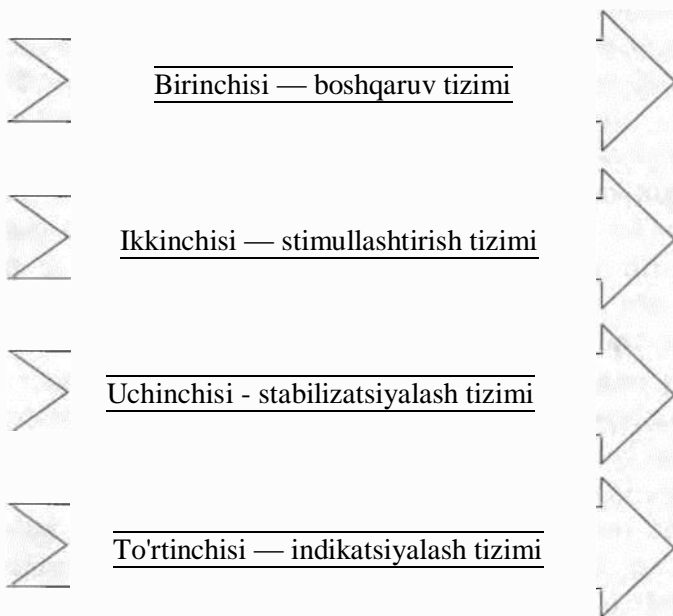 Birinchisi — boshqaruv tizimi
Ikkinchisi — stimullashtirish tizimi
Uchinchisi - stabilizatsiyalash tizimi
To'rtinchisi — indikatsiyalash tizimi